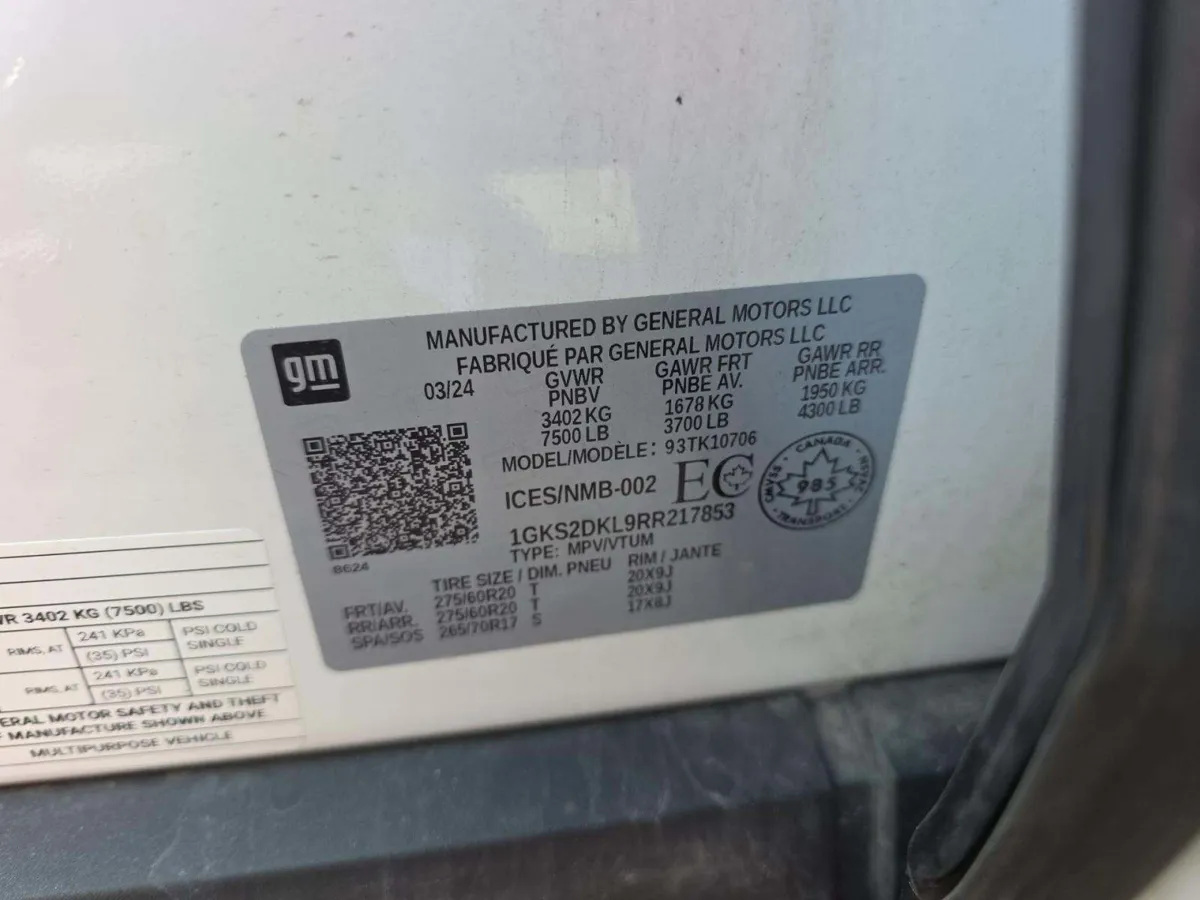 MANUFACTURED BY GENERAL MOTORS LLC
FABRIQUÉ PAR GENERAL MOTORS LLC
gm
03/24
GVWR GAWR FRT GAWR RR
PNBV PNBE AV. PNBE ARR.
3402 KG 1678 KG 1950 KG
7500 LB 3700 LB 4300 LB
MODEL/MODÈLE: 93TK10706
ICES/NMB-002 EC
CANADA
985
TRANSPORT
1GKS2DKL9RR217853
TYPE: MPV/VTUM
B624
TIRE SIZE / DIM. PNEU RIM / JANTE
FRT/AV. 275/60R20 T 20X9J
RR/ARR. 275/60R20 T 20X9J
SPA/SOS 265/70R17 S 17X8J
WR 3402 KG (7500) LBS
RIMS, AT 241 KPa PSI COLD
(35) PSI SINGLE
RIMS, AT 241 KPa PSI COLD
(35) PSI SINGLE
ERAL MOTOR SAFETY AND THEFT
F MANUFACTURE SHOWN ABOVE
MULTIPURPOSE VEHICLE